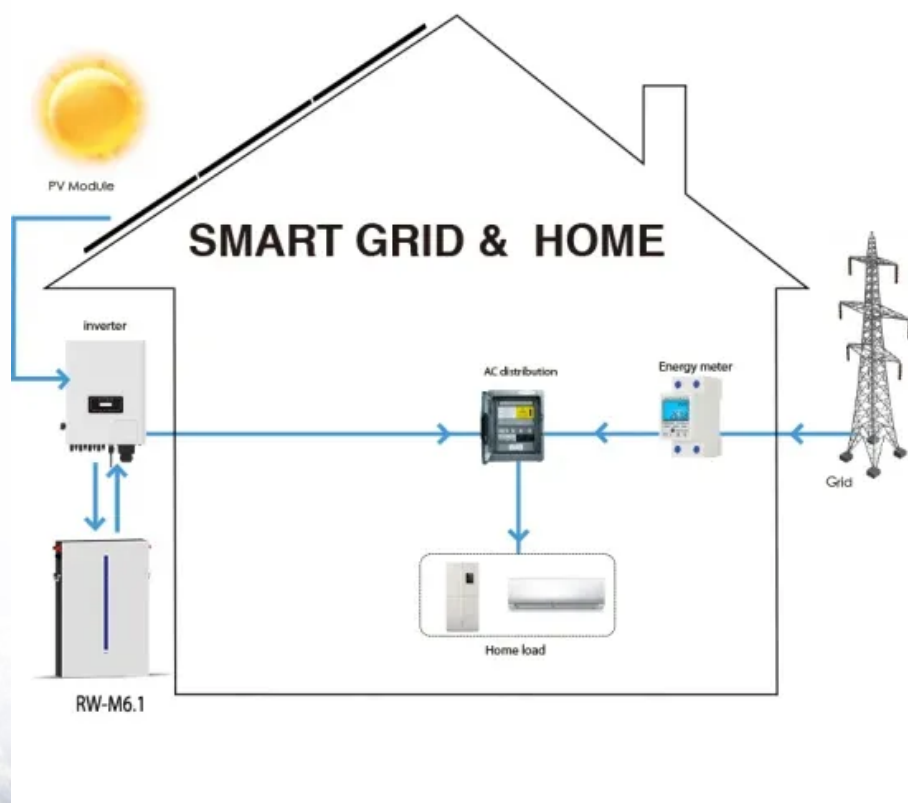 PV Module
SMART GRID & HOME
inverter
AC distribution
Energy meter
Grid
Home load
RW-M6.1